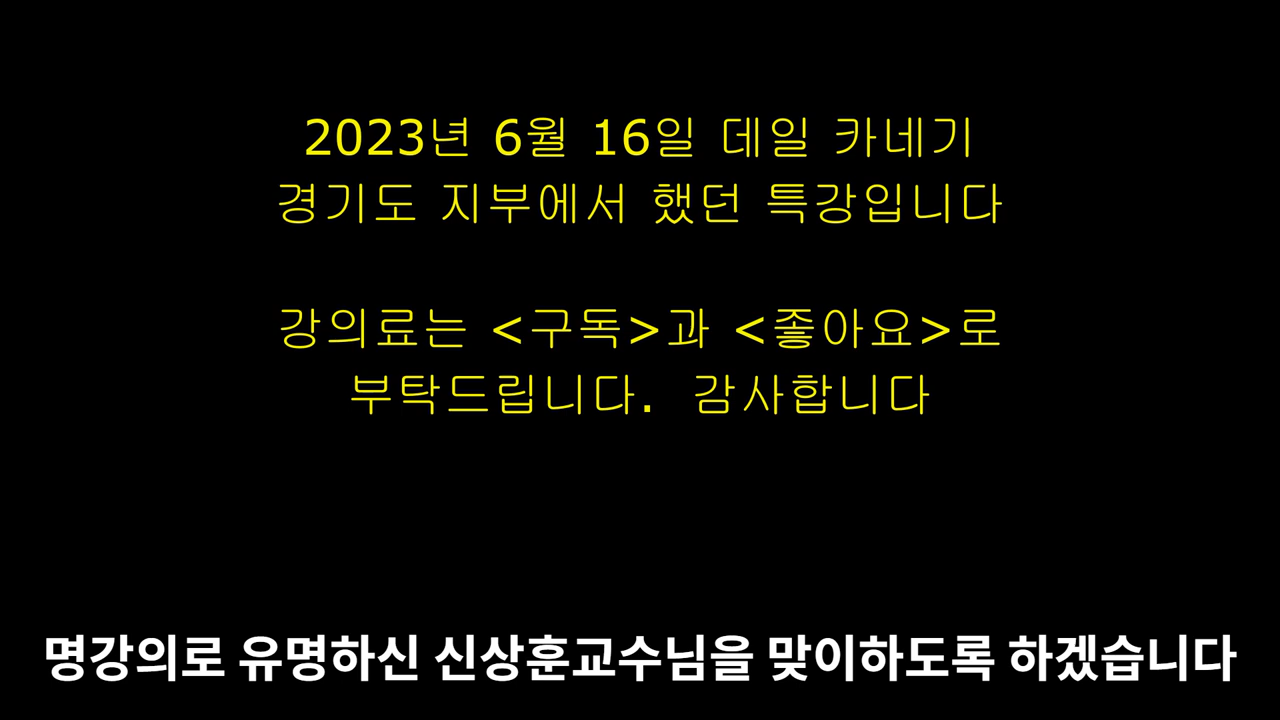 2023년 6월 16일 데일 카네기
경기도 지부에서 했던 특강입니다
강의료는 <구독>과 <좋아요>로
부탁드립니다. 감사합니다
명강의로 유명하신 신상훈교수님을 맞이하도록 하겠습니다